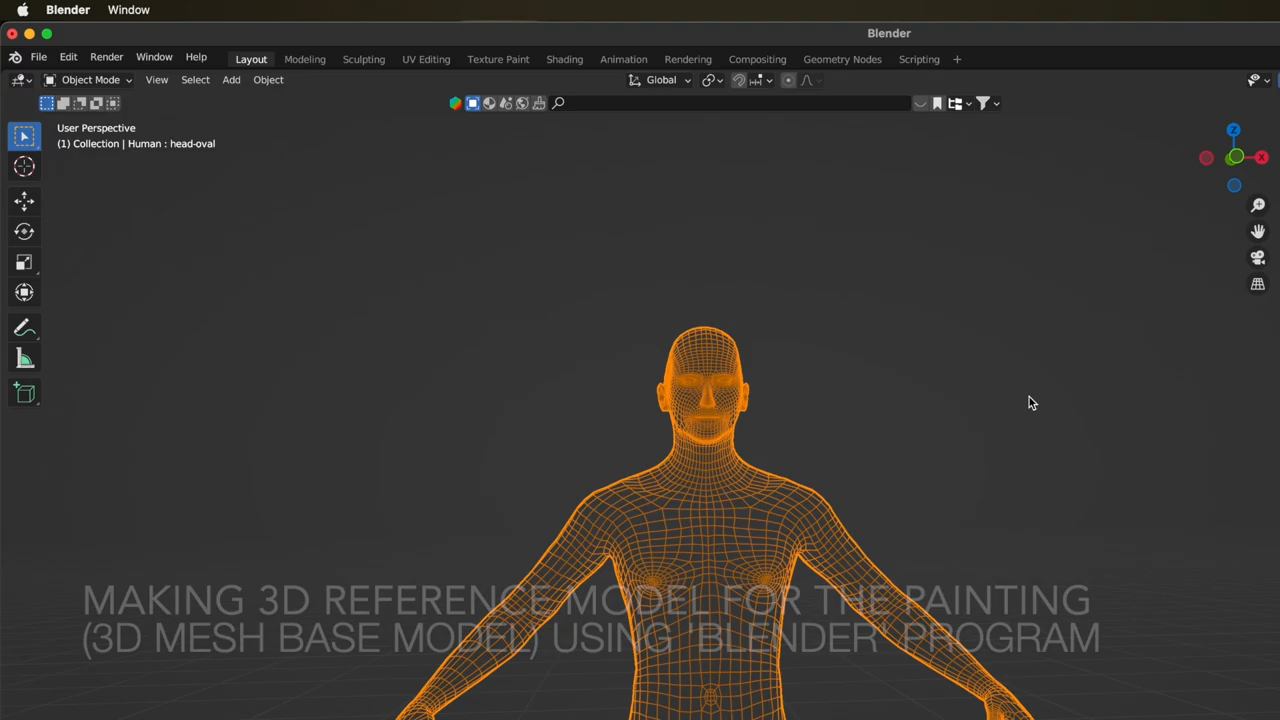 Blender Window
Blender
File Edit Render Window Help Layout Modeling Sculpting UV Editing Texture Paint Shading Animation Rendering Compositing Geometry Nodes Scripting +
Object Mode View Select Add Object Global
User Perspective
(1) Collection | Human : head-oval
Z
X
MAKING 3D REFERENCE MODEL FOR THE PAINTING
(3D MESH BASE MODEL) USING 'BLENDER' PROGRAM